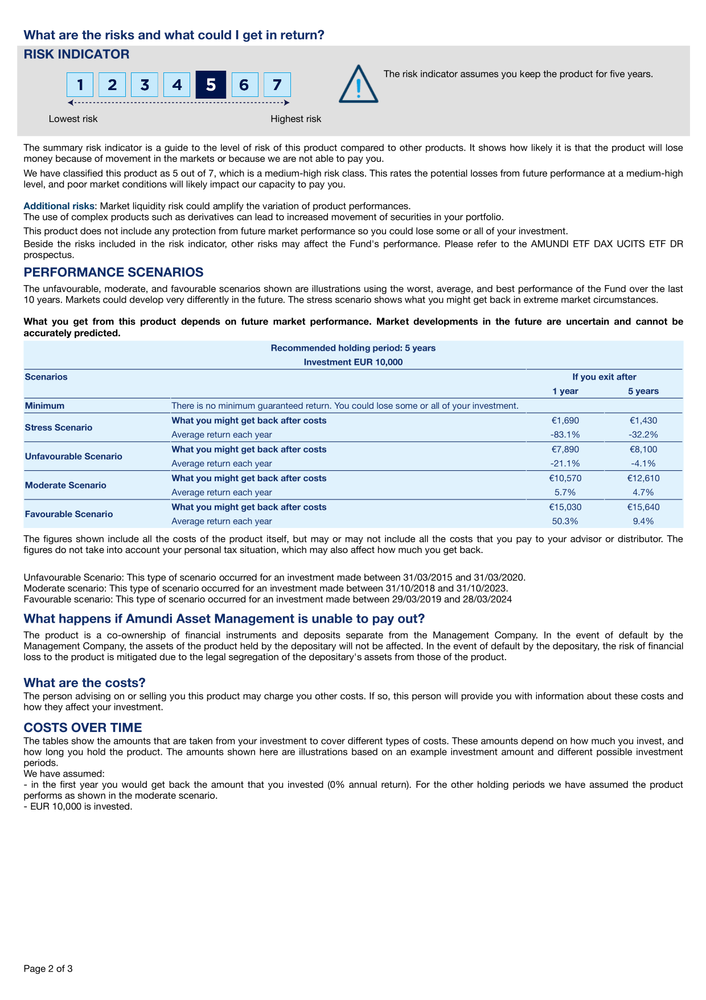 What are the risks and what could I get in return?
RISK INDICATOR
1 2 3 4 5 6 7
The risk indicator assumes you keep the product for five years.
Lowest risk Highest risk
The summary risk indicator is a guide to the level of risk of this product compared to other products. It shows how likely it is that the product will lose
money because of movement in the markets or because we are not able to pay you.
We have classified this product as 5 out of 7, which is a medium-high risk class. This rates the potential losses from future performance at a medium-high
level, and poor market conditions will likely impact our capacity to pay you.
Additional risks: Market liquidity risk could amplify the variation of product performances.
The use of complex products such as derivatives can lead to increased movement of securities in your portfolio.
This product does not include any protection from future market performance so you could lose some or all of your investment.
Beside the risks included in the risk indicator, other risks may affect the Fund's performance. Please refer to the AMUNDI ETF DAX UCITS ETF DR
prospectus.
PERFORMANCE SCENARIOS
The unfavourable, moderate, and favourable scenarios shown are illustrations using the worst, average, and best performance of the Fund over the last
10 years. Markets could develop very differently in the future. The stress scenario shows what you might get back in extreme market circumstances.
What you get from this product depends on future market performance. Market developments in the future are uncertain and cannot be
accurately predicted.
Recommended holding period: 5 years
Investment EUR 10,000
Scenarios If you exit after
1 year 5 years
Minimum There is no minimum guaranteed return. You could lose some or all of your investment.
Stress Scenario What you might get back after costs €1,690 €1,430
Average return each year -83.1% -32.2%
Unfavourable Scenario What you might get back after costs €7,890 €8,100
Average return each year -21.1% -4.1%
Moderate Scenario What you might get back after costs €10,570 €12,610
Average return each year 5.7% 4.7%
Favourable Scenario What you might get back after costs €15,030 €15,640
Average return each year 50.3% 9.4%
The figures shown include all the costs of the product itself, but may or may not include all the costs that you pay to your advisor or distributor. The
figures do not take into account your personal tax situation, which may also affect how much you get back.
Unfavourable Scenario: This type of scenario occurred for an investment made between 31/03/2015 and 31/03/2020.
Moderate scenario: This type of scenario occurred for an investment made between 31/10/2018 and 31/10/2023.
Favourable scenario: This type of scenario occurred for an investment made between 29/03/2019 and 28/03/2024
What happens if Amundi Asset Management is unable to pay out?
The product is a co-ownership of financial instruments and deposits separate from the Management Company. In the event of default by the
Management Company, the assets of the product held by the depositary will not be affected. In the event of default by the depositary, the risk of financial
loss to the product is mitigated due to the legal segregation of the depositary's assets from those of the product.
What are the costs?
The person advising on or selling you this product may charge you other costs. If so, this person will provide you with information about these costs and
how they affect your investment.
COSTS OVER TIME
The tables show the amounts that are taken from your investment to cover different types of costs. These amounts depend on how much you invest, and
how long you hold the product. The amounts shown here are illustrations based on an example investment amount and different possible investment
periods.
We have assumed:
- in the first year you would get back the amount that you invested (0% annual return). For the other holding periods we have assumed the product
performs as shown in the moderate scenario.
- EUR 10,000 is invested.
Page 2 of 3